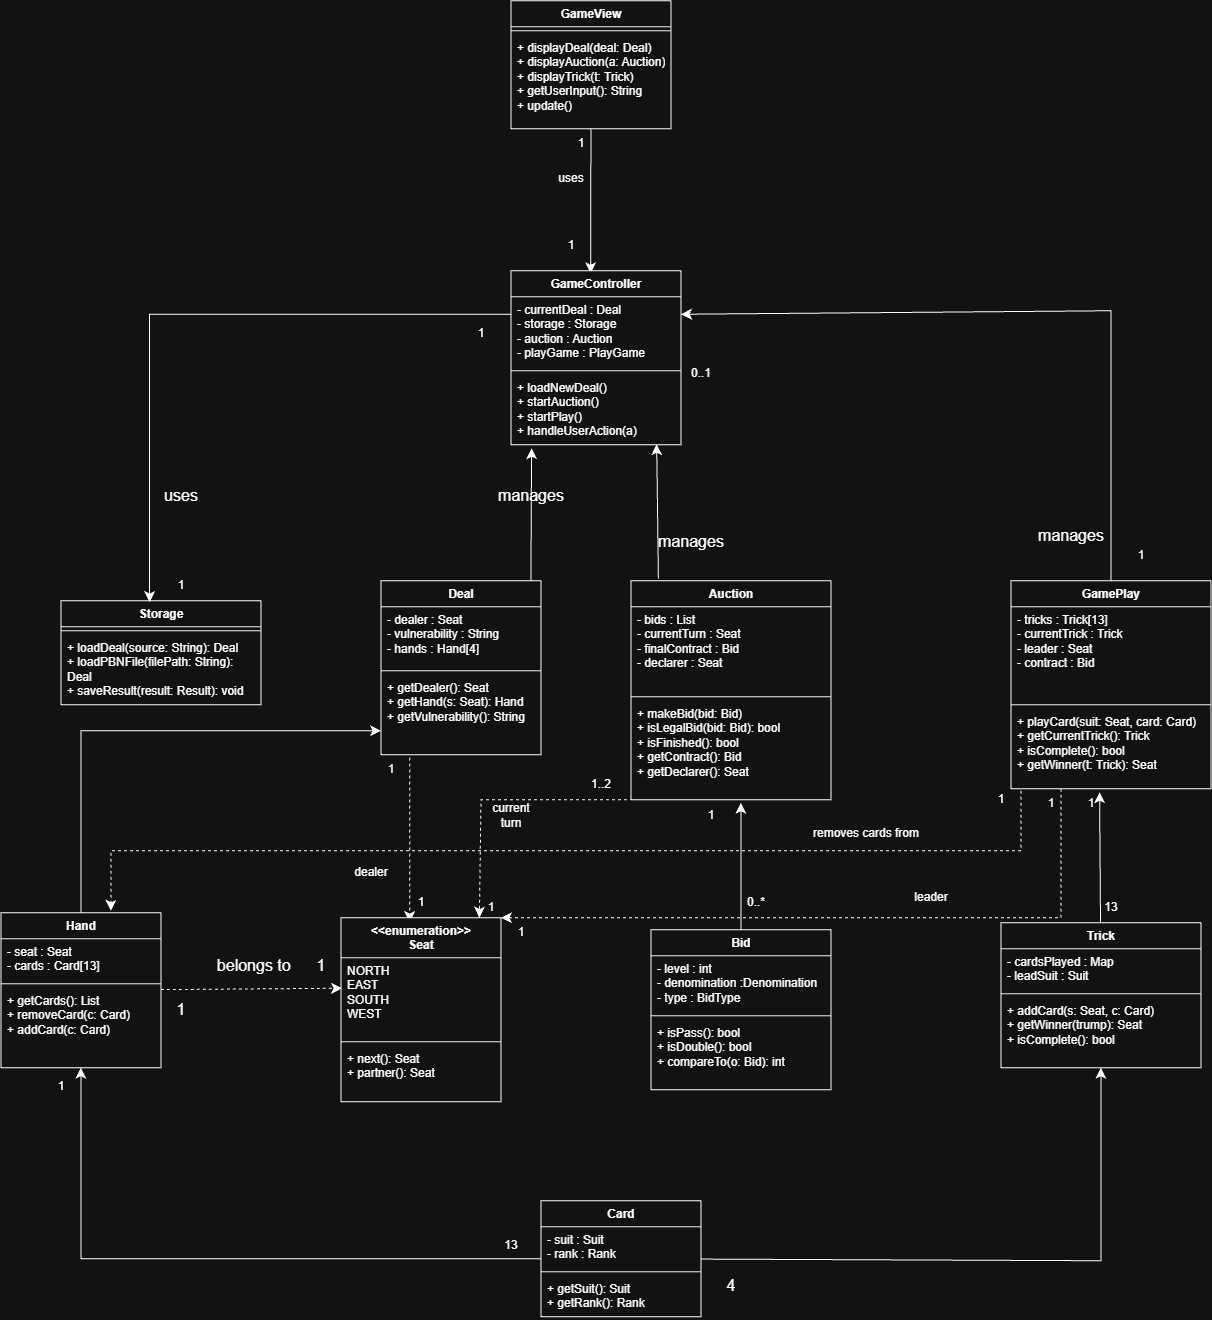 GameView
+ displayDeal(deal: Deal)
+ displayAuction(a: Auction)
+ displayTrick(t: Trick)
+ getUserInput(): String
+ update()
1
uses
1
GameController
- currentDeal : Deal
- storage : Storage
- auction : Auction
- playGame : PlayGame
+ loadNewDeal()
+ startAuction()
+ startPlay()
+ handleUserAction(a)
1
0..1
uses
manages
manages
manages
1
1
Storage
+ loadDeal(source: String): Deal
+ loadPBNFile(filePath: String):
Deal
+ saveResult(result: Result): void
Deal
- dealer : Seat
- vulnerability : String
- hands : Hand[4]
+ getDealer(): Seat
+ getHand(s: Seat): Hand
+ getVulnerability(): String
Auction
- bids : List
- currentTurn : Seat
- finalContract : Bid
- declarer : Seat
+ makeBid(bid: Bid)
+ isLegalBid(bid: Bid): bool
+ isFinished(): bool
+ getContract(): Bid
+ getDeclarer(): Seat
GamePlay
- tricks : Trick[13]
- currentTrick : Trick
- leader : Seat
- contract : Bid
+ playCard(suit: Seat, card: Card)
+ getCurrentTrick(): Trick
+ isComplete(): bool
+ getWinner(t: Trick): Seat
1
1..2
current
turn
1
1
1
1
removes cards from
dealer
1
1
leader
1
0..*
13
Hand
- seat : Seat
- cards : Card[13]
+ getCards(): List
+ removeCard(c: Card)
+ addCard(c: Card)
belongs to
1
1
<<enumeration>>
Seat
NORTH
EAST
SOUTH
WEST
+ next(): Seat
+ partner(): Seat
Bid
- level : int
- denomination :Denomination
- type : BidType
+ isPass(): bool
+ isDouble(): bool
+ compareTo(o: Bid): int
Trick
- cardsPlayed : Map
- leadSuit : Suit
+ addCard(s: Seat, c: Card)
+ getWinner(trump): Seat
+ isComplete(): bool
1
13
4
Card
- suit : Suit
- rank : Rank
+ getSuit(): Suit
+ getRank(): Rank